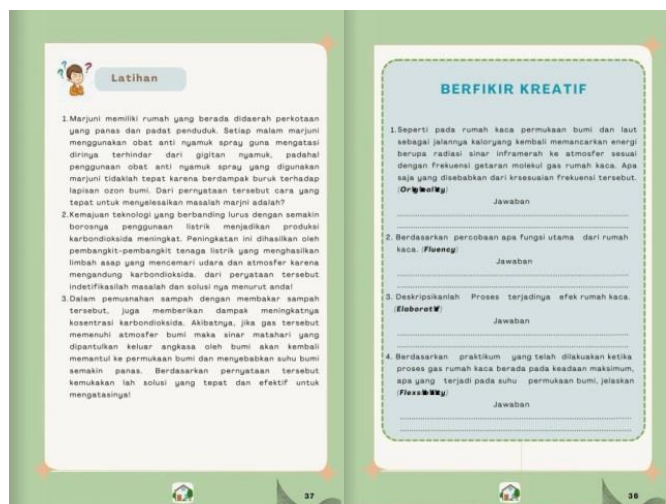 Latihan
1.Marjuni memiliki rumah yang berada didaerah perkotaan
yang panas dan padat penduduk. Setiap malam marjuni
menggunakan obat anti nyamuk spray guna mengatasi
dirinya terhindar dari gigitan nyamuk, padahal
penggunaan obat anti nyamuk spray yang digunakan
marjuni tidaklah tepat karena berdampak buruk terhadap
lapisan ozon bumi. Dari pernyataan tersebut cara yang
tepat untuk menyelesaikan masalah marjni adalah?
2.Kemajuan teknologi yang berbanding lurus dengan semakin
borosnya penggunaan listrik menjadikan produksi
karbondioksida meningkat. Peningkatan ini dihasilkan oleh
pembangkit-pembangkit tenaga listrik yang menghasilkan
limbah asap yang mencemari udara dan atmosfer karena
mengandung karbondioksida. dari peryataan tersebut
indetifikasilah masalah dan solusi nya menurut anda!
3.Dalam pemusnahan sampah dengan membakar sampah
tersebut, juga memberikan dampak meningkatnya
kosentrasi karbondioksida. Akibatnya, jika gas tersebut
memenuhi atmosfer bumi maka sinar matahari yang
dipantulkan keluar angkasa oleh bumi akan kembali
memantul ke permukaan bumi dan menyebabkan suhu bumi
semakin panas. Berdasarkan pernyataan tersebut
kemukakan lah solusi yang tepat dan efektif untuk
mengatasinya!
37
BERFIKIR KREATIF
1.Seperti pada rumah kaca permukaan bumi dan laut
sebagai jalannya kaloryang kembali memancarkan energi
berupa radiasi sinar inframerah ke atmosfer sesuai
dengan frekuensi getaran molekul gas rumah kaca. Apa
saja yang disebabkan dari krsesuaian frekuensi tersebut.
Jawaban
2. Berdasarkan percobaan apa fungsi utama dari rumah
kaca. (Fluency)
Jawaban
3. Deskripsikanlah Proses terjadinya efek rumah kaca.
Jawaban
4. Berdasarkan praktikum yang telah dilakukan ketika
proses gas rumah kaca berada pada keadaan maksimum,
apa yang terjadi pada suhu permukaan bumi, jelaskan
Jawaban
36